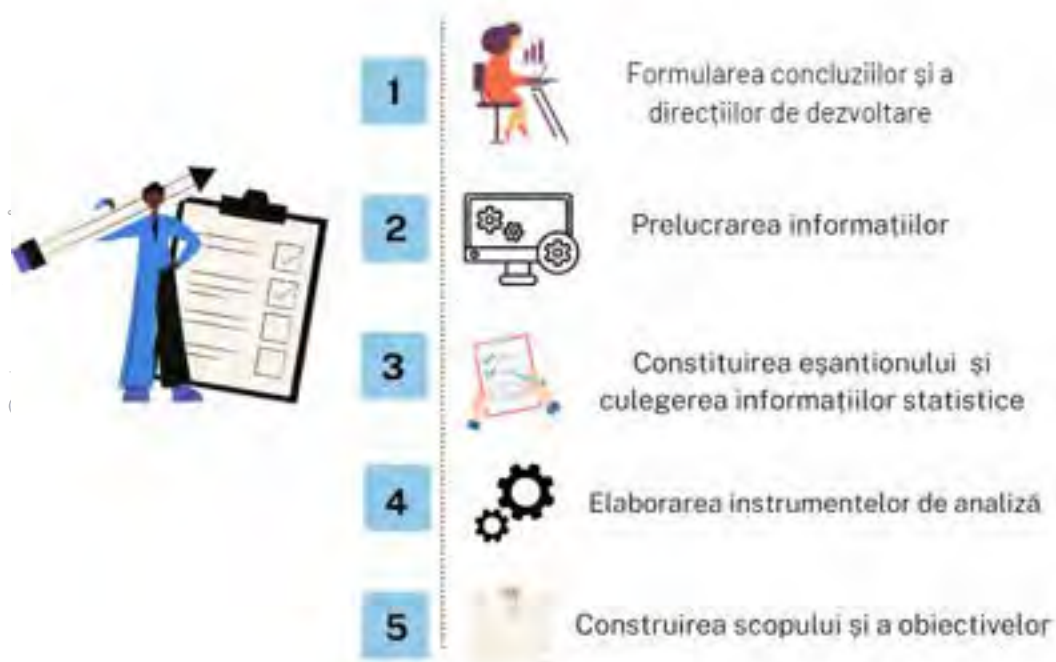 1
Formularea concluziilor și a
direcțiilor de dezvoltare
2
Prelucrarea informațiilor
3
Constituirea eșantionului și
culegerea informațiilor statistice
4
Elaborarea instrumentelor de analiză
5
Construirea scopului și a obiectivelor